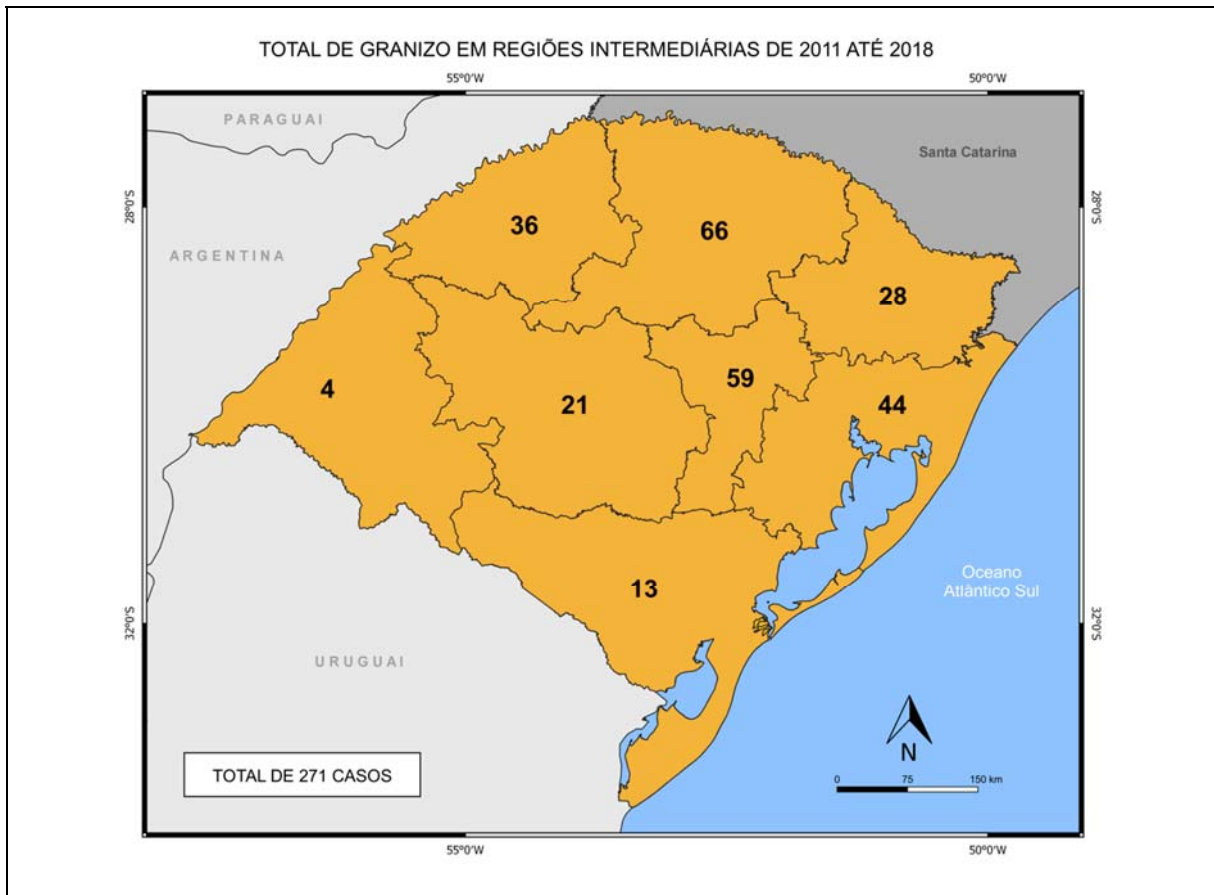 TOTAL DE GRANIZO EM REGIÕES INTERMEDIÁRIAS DE 2011 ATÉ 2018
55°0'W
50°0'W
PARAGUAI
Santa Catarina
28°0'S
28°0'S
36
66
ARGENTINA
28
4
21
59
44
Oceano
Atlântico Sul
13
32°0'S
32°0'S
URUGUAI
N
TOTAL DE 271 CASOS
0
75
150 km
55°0'W
50°0'W